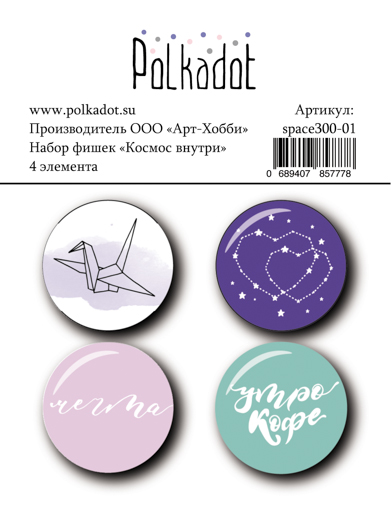 Polkadot
www.polkadot.su
Артикул:
Производитель ООО «Арт-Хобби»
space300-01
Набор фишек «Космос внутри»
4 элемента
0 689407 857778
мечта
утро
кофе